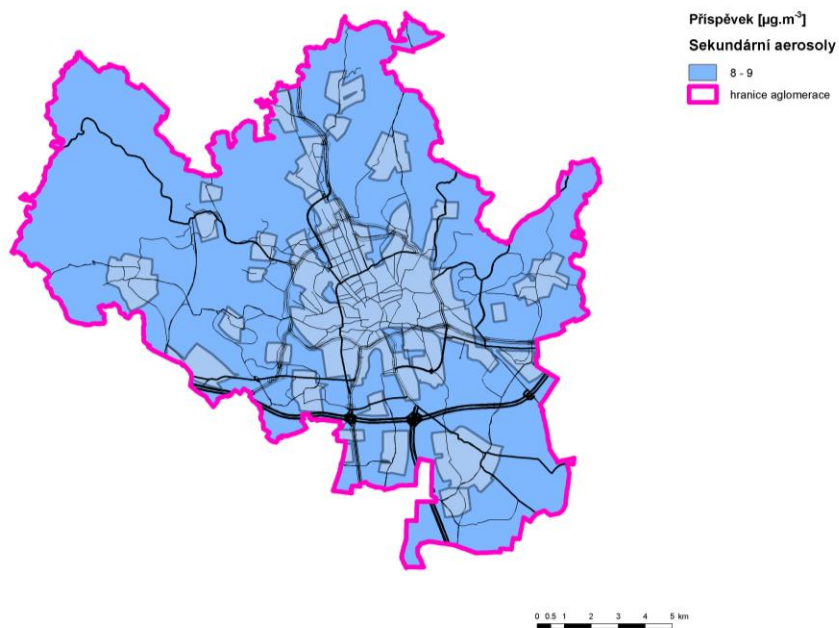 Příspěvek [µg.m⁻³]
Sekundární aerosoly
8 - 9
hranice aglomerace
0 0.5 1 2 3 4 5 km